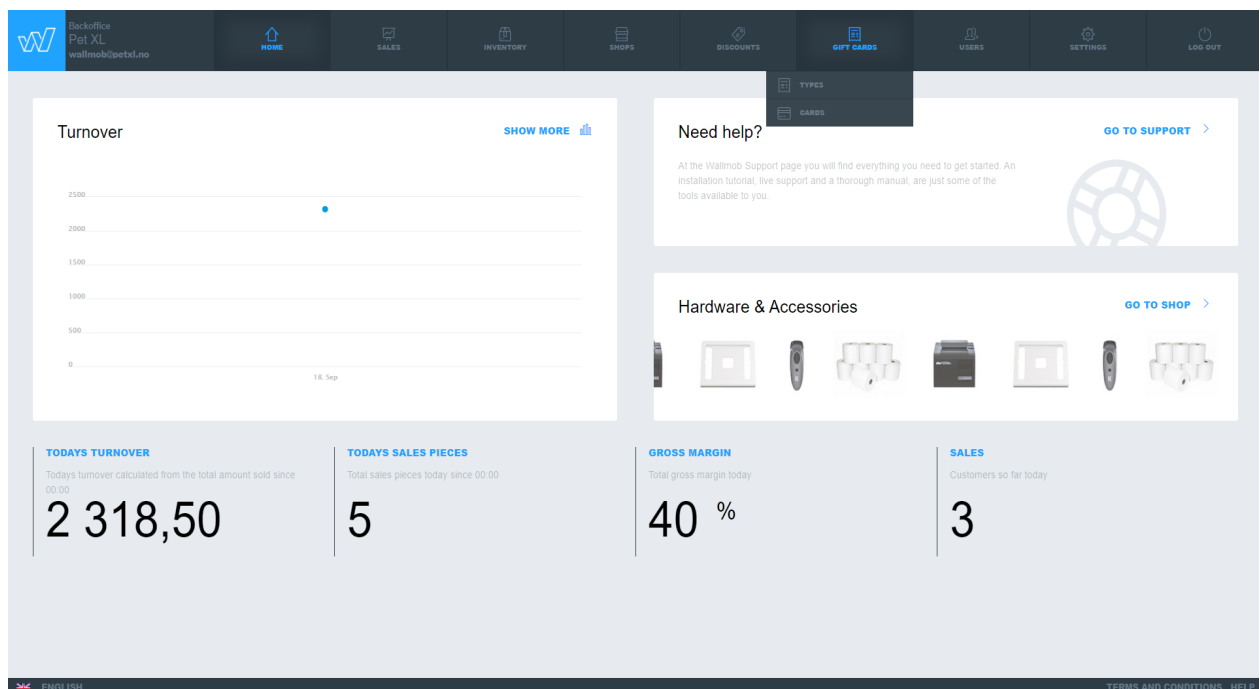 Backoffice
Pet XL
wallmob@petxl.no
HOME
SALES
INVENTORY
SHOPS
DISCOUNTS
GIFT CARDS
USERS
SETTINGS
LOG OUT
TYPES
CARDS
Turnover
SHOW MORE
2500
2000
1500
1000
500
0
18. Sep
Need help?
GO TO SUPPORT
At the Wallmob Support page you will find everything you need to get started. An
installation tutorial, live support and a thorough manual, are just some of the
tools available to you.
Hardware & Accessories
GO TO SHOP
TODAYS TURNOVER
Todays turnover calculated from the total amount sold since
00:00
2 318,50
TODAYS SALES PIECES
Total sales pieces today since 00:00
5
GROSS MARGIN
Total gross margin today
40 %
SALES
Customers so far today
3
ENGLISH
TERMS AND CONDITIONS HELP